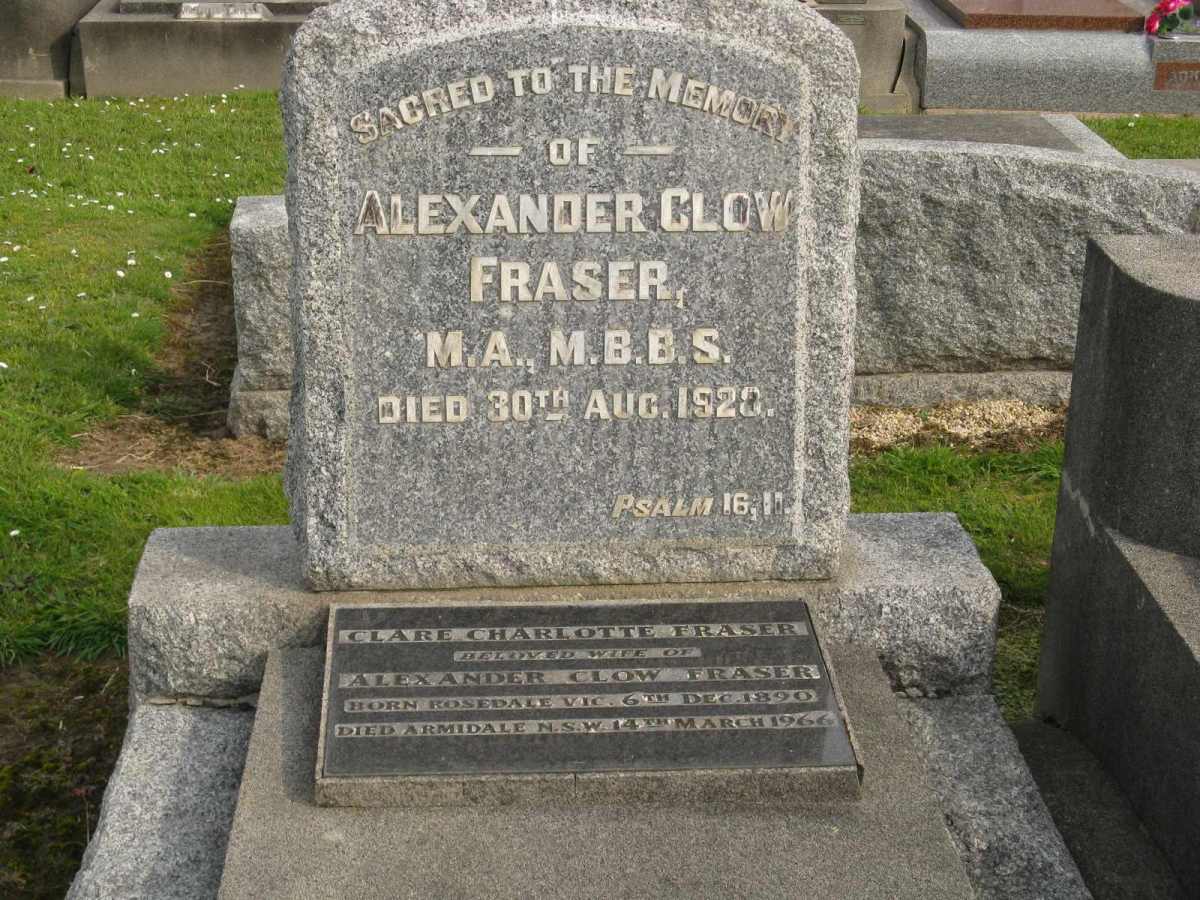 SACRED TO THE MEMORY
— OF —
ALEXANDER CLOW
FRASER,
M.A., M.B.B.S.
DIED 30TH AUG. 1928.
PSALM 16, 11.
CLARE CHARLOTTE FRASER
BELOVED WIFE OF
ALEXANDER CLOW FRASER
BORN ROSEDALE VIC. 6TH DEC. 1890
DIED ARMIDALE N.S.W. 14TH MARCH 1966